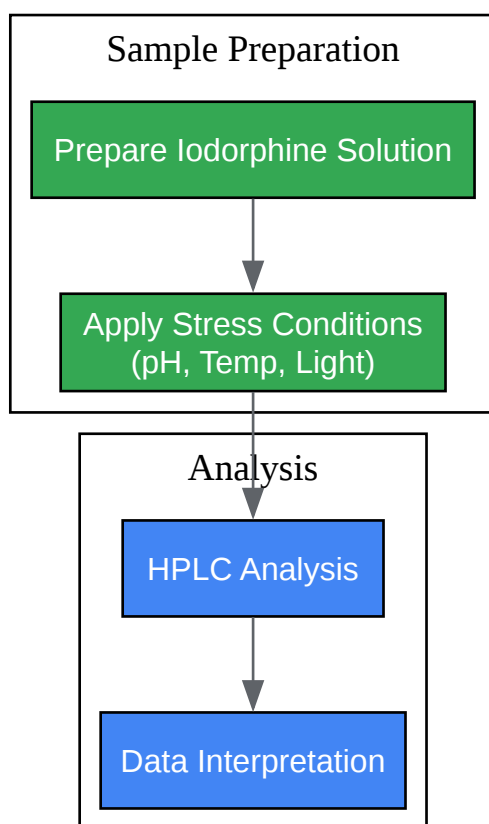 Sample Preparation
Prepare Iodorphine Solution
Apply Stress Conditions
(pH, Temp, Light)
Analysis
HPLC Analysis
Data Interpretation